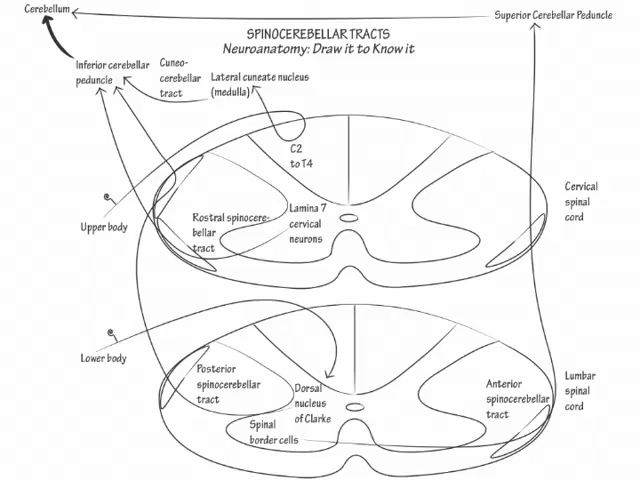 Cerebellum
Superior Cerebellar Peduncle
SPINOCEREBELLAR TRACTS
Neuroanatomy: Draw it to Know it
Inferior cerebellar
peduncle
Cuneo-
cerebellar
tract
Lateral cuneate nucleus
(medulla)
C2
to T4
Upper body
Rostral spinocere-
bellar
tract
Lamina 7
cervical
neurons
Cervical
spinal
cord
Lower body
Posterior
spinocerebellar
tract
Dorsal
nucleus
of Clarke
Spinal
border cells
Anterior
spinocerebellar
tract
Lumbar
spinal
cord